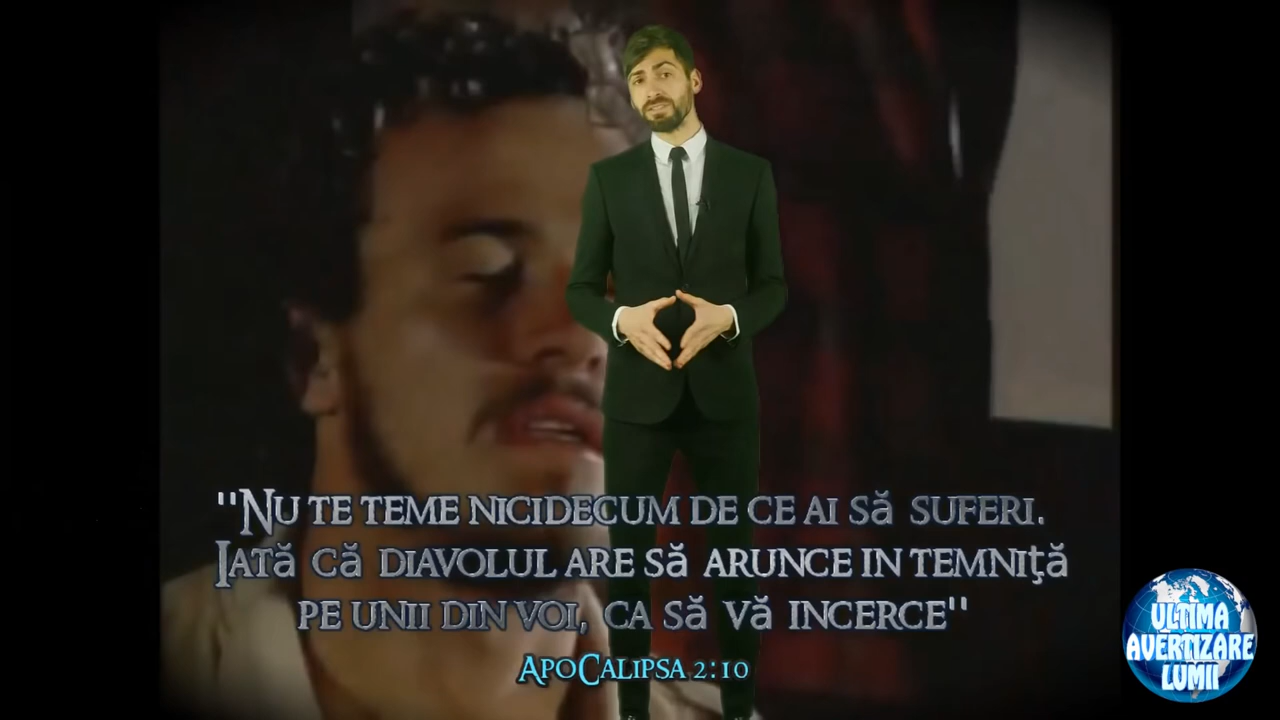 "Nu te teme nicidecum de ce ai să suferi.
Iată că diavolul are să arunce in temniţă
pe unii din voi, ca să vă incerce"
Apocalipsa 2:10
ULTIMA
AVERTIZARE
LUMII